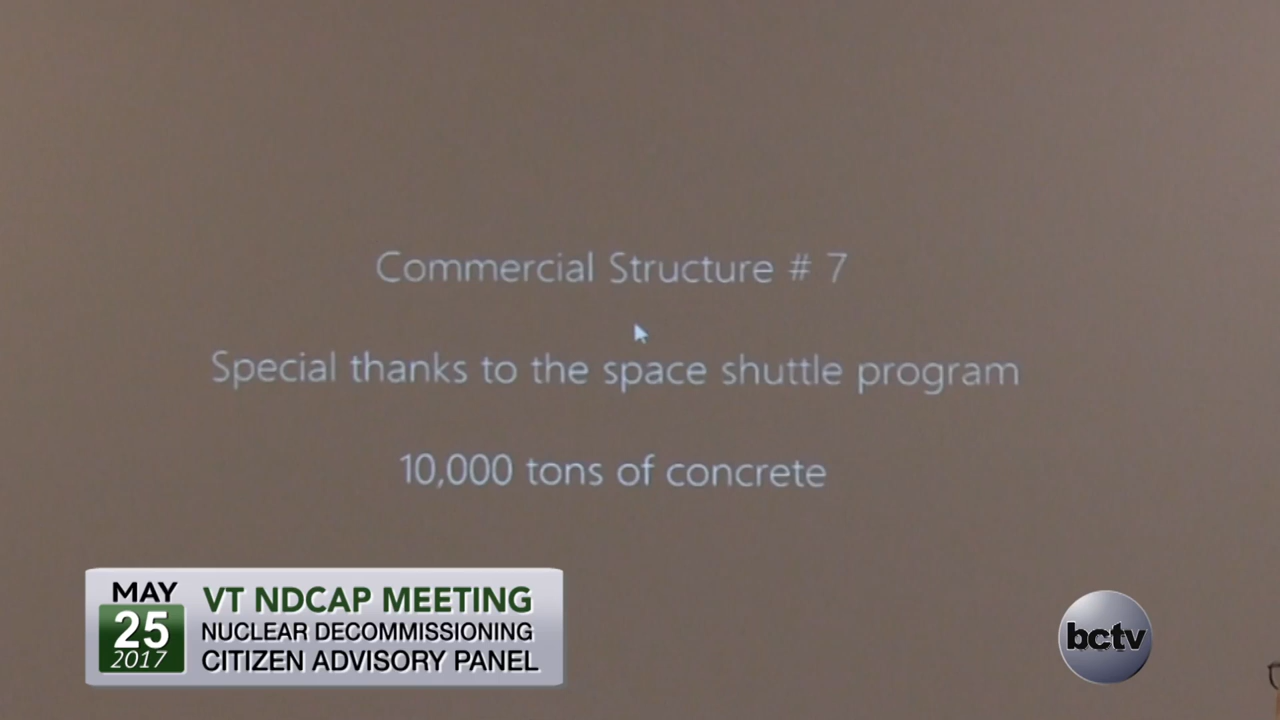 Commercial Structure # 7
Special thanks to the space shuttle program
10,000 tons of concrete
MAY
25
2017
VT NDCAP MEETING
NUCLEAR DECOMMISSIONING
CITIZEN ADVISORY PANEL
bctv